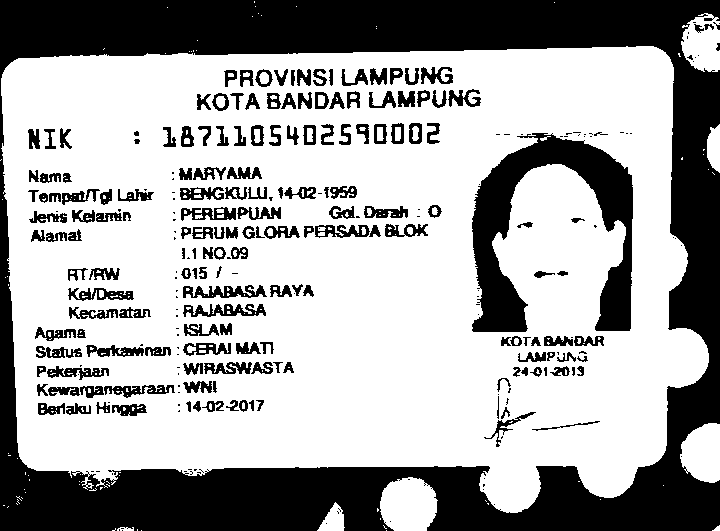 PROVINSI LAMPUNG
KOTA BANDAR LAMPUNG
NIK : 1871105402590002
Nama : MARYAMA
Tempat/Tgl Lahir : BENGKULU, 14-02-1959
Jenis Kelamin : PEREMPUAN Gol. Darah : O
Alamat : PERUM GLORA PERSADA BLOK
1.1 NO.09
RT/RW : 015 / -
Kel/Desa : RAJABASA RAYA
Kecamatan : RAJABASA
Agama : ISLAM
Status Perkawinan : CERAI MATI
Pekerjaan : WIRASWASTA
Kewarganegaraan : WNI
Berlaku Hingga : 14-02-2017
KOTA BANDAR
LAMPUNG
24-01-2013